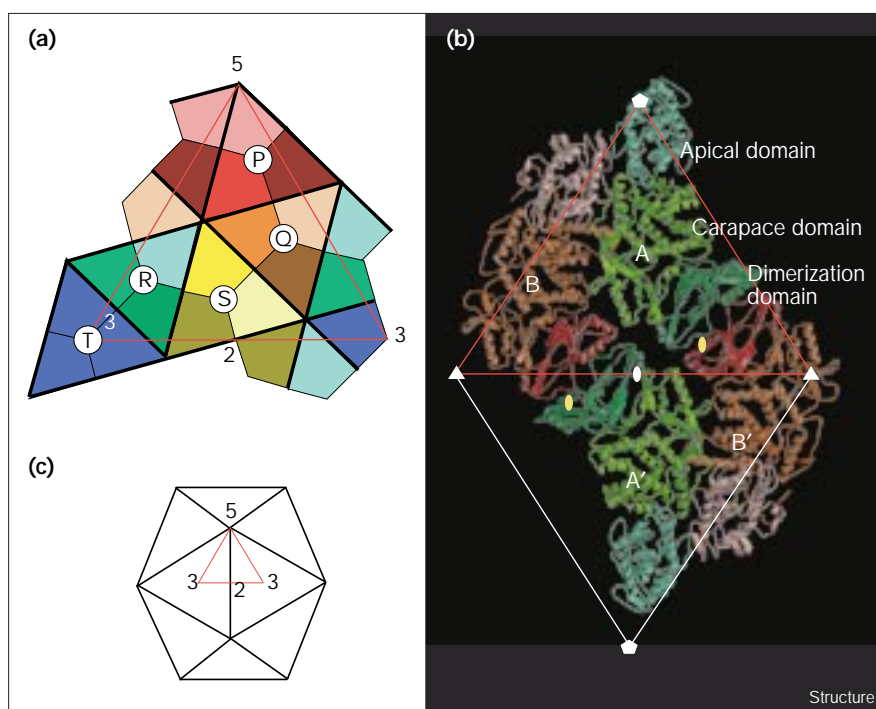 (a)
5
P
Q
R
S
T
3
2
3
(b)
Apical domain
Carapace domain
Dimerization
domain
A
B
B′
A′
(c)
5
3
2
3
Structure